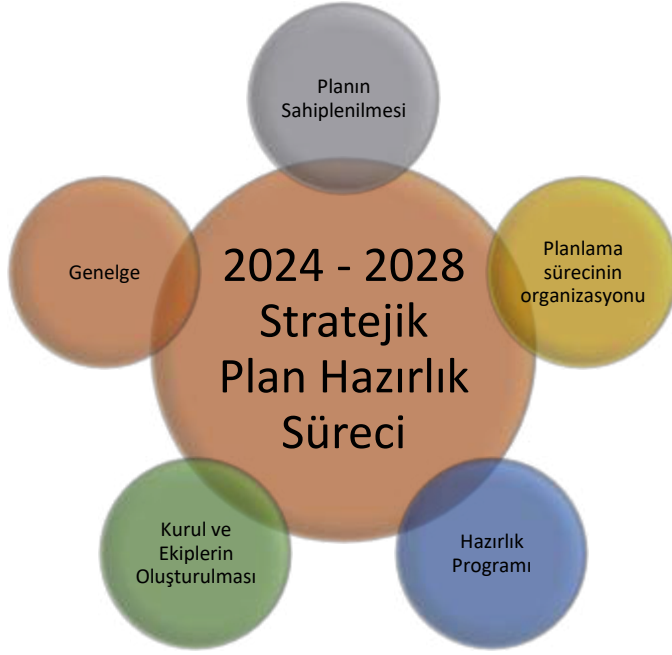 Planın
Sahiplenilmesi
Genelge
2024 - 2028
Stratejik
Plan Hazırlık
Süreci
Planlama
sürecinin
organizasyonu
Kurul ve
Ekiplerin
Oluşturulması
Hazırlık
Programı